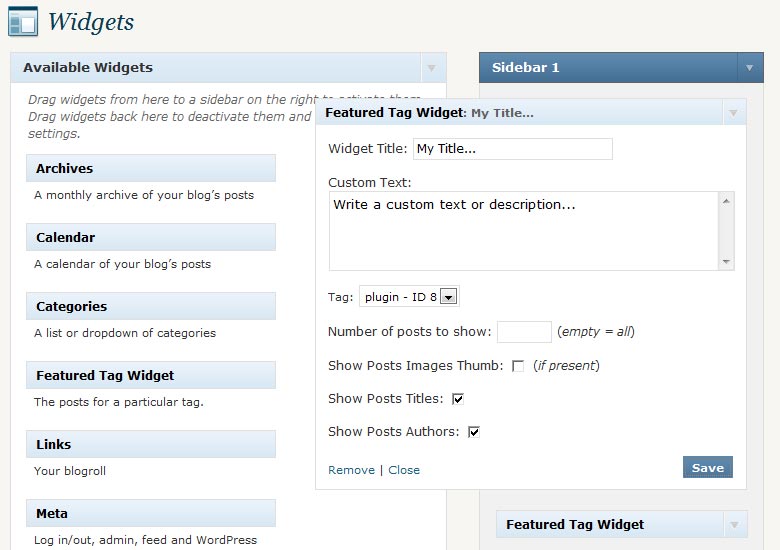 Widgets
Available Widgets
Drag widgets from here to a sidebar on the right to activate them.
Drag widgets back here to deactivate them and
settings.
Archives
A monthly archive of your blog’s posts
Calendar
A calendar of your blog’s posts
Categories
A list or dropdown of categories
Featured Tag Widget
The posts for a particular tag.
Links
Your blogroll
Meta
Log in/out, admin, feed and WordPress
Sidebar 1
Featured Tag Widget: My Title...
Widget Title: My Title...
Custom Text:
Write a custom text or description...
Tag: plugin - ID 8
Number of posts to show: (empty = all)
Show Posts Images Thumb: (if present)
Show Posts Titles:
Show Posts Authors:
Remove | Close
Save
Featured Tag Widget